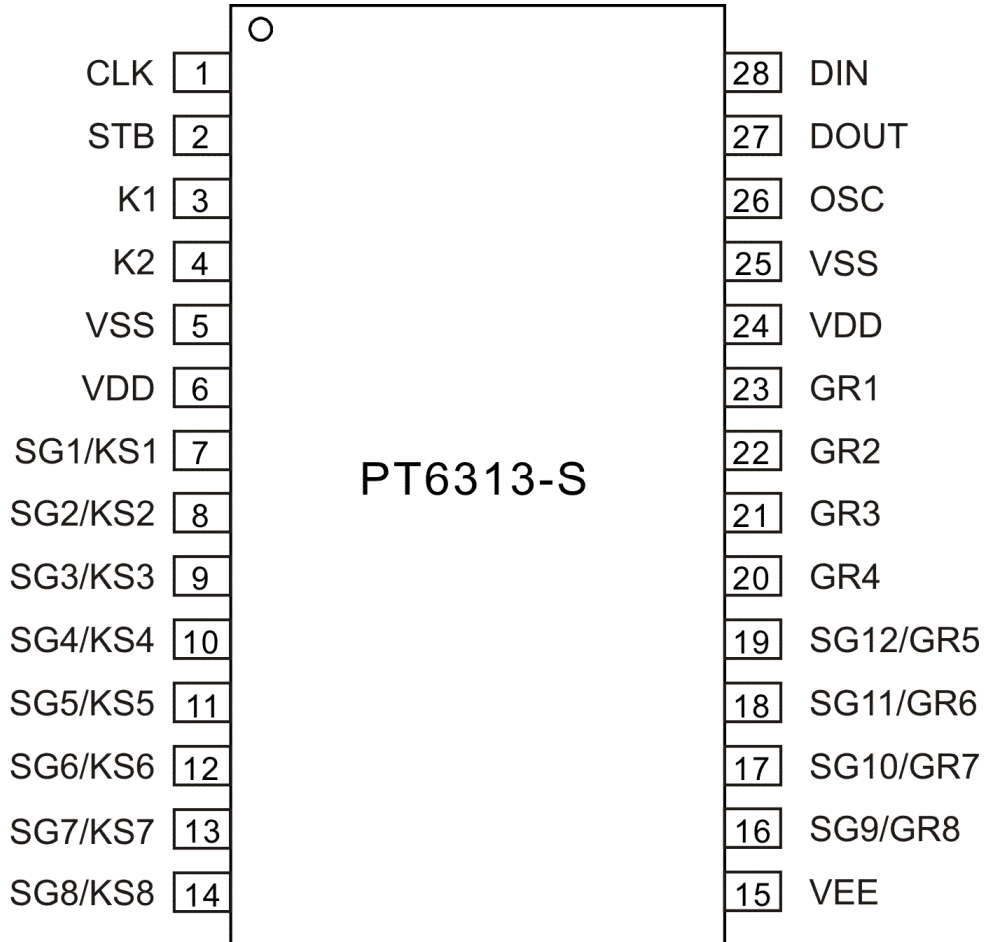 CLK 1 28 DIN
STB 2 27 DOUT
K1 3 26 OSC
K2 4 25 VSS
VSS 5 24 VDD
VDD 6 23 GR1
SG1/KS1 7 22 GR2
PT6313-S
SG2/KS2 8 21 GR3
SG3/KS3 9 20 GR4
SG4/KS4 10 19 SG12/GR5
SG5/KS5 11 18 SG11/GR6
SG6/KS6 12 17 SG10/GR7
SG7/KS7 13 16 SG9/GR8
SG8/KS8 14 15 VEE